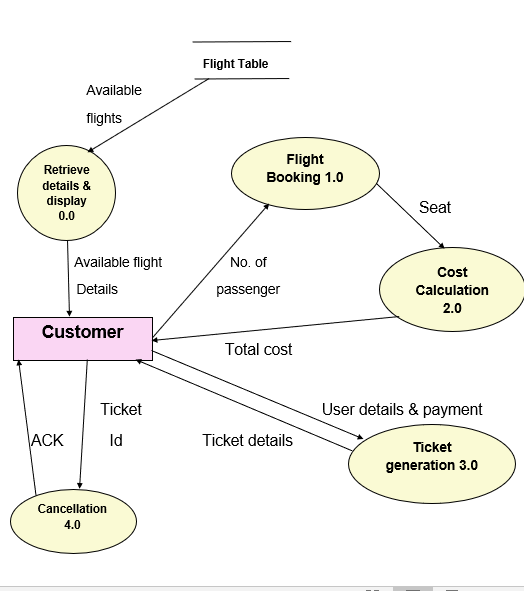 Flight Table
Available
flights
Flight
Booking 1.0
Retrieve
details &
display
0.0
Seat
Available flight
Details
No. of
passenger
Cost
Calculation
2.0
Customer
Total cost
User details & payment
Ticket
Id
ACK
Ticket details
Ticket
generation 3.0
Cancellation
4.0